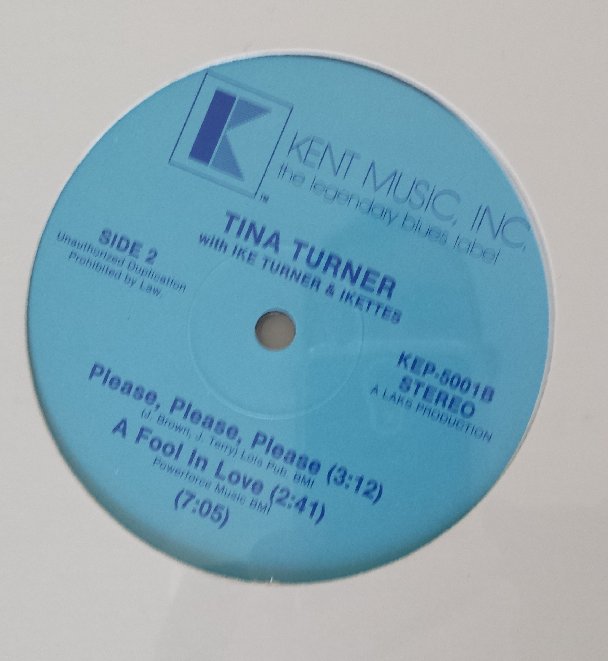 K
TM
KENT MUSIC, INC.
the legendary blues label
TINA TURNER
with IKE TURNER & IKETTES
SIDE 2
Unauthorized Duplication
Prohibited by Law.
KEP-5001B
STEREO
A LAKS PRODUCTION
Please, Please, Please (3:12)
(J. Brown, J. Terry) Lois Pub. BMI
A Fool In Love (2:41)
Powerforce Music BMI
(7:05)